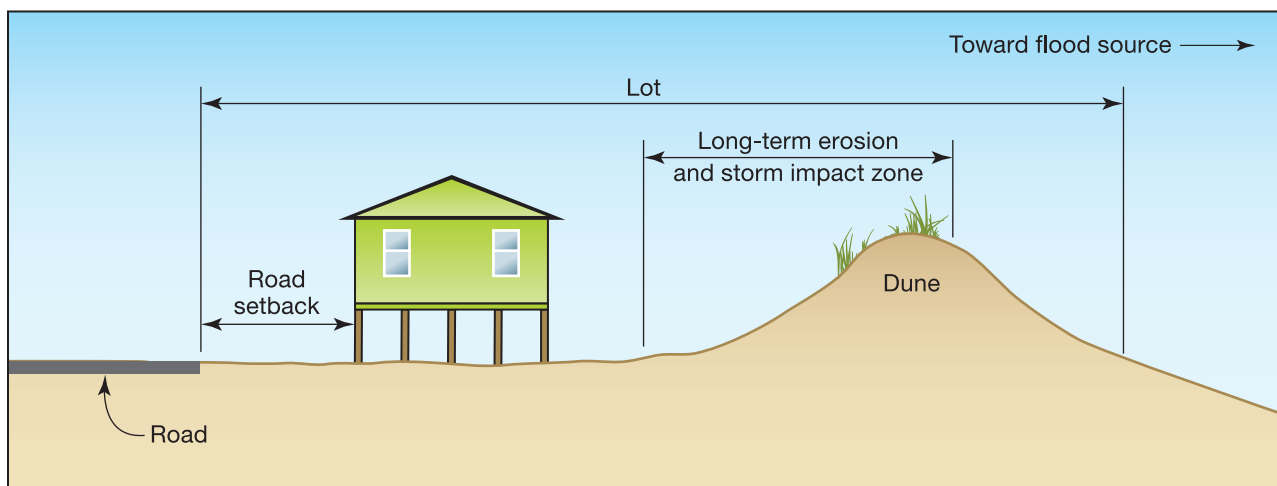 Toward flood source
Lot
Long-term erosion
and storm impact zone
Road
setback
Dune
Road